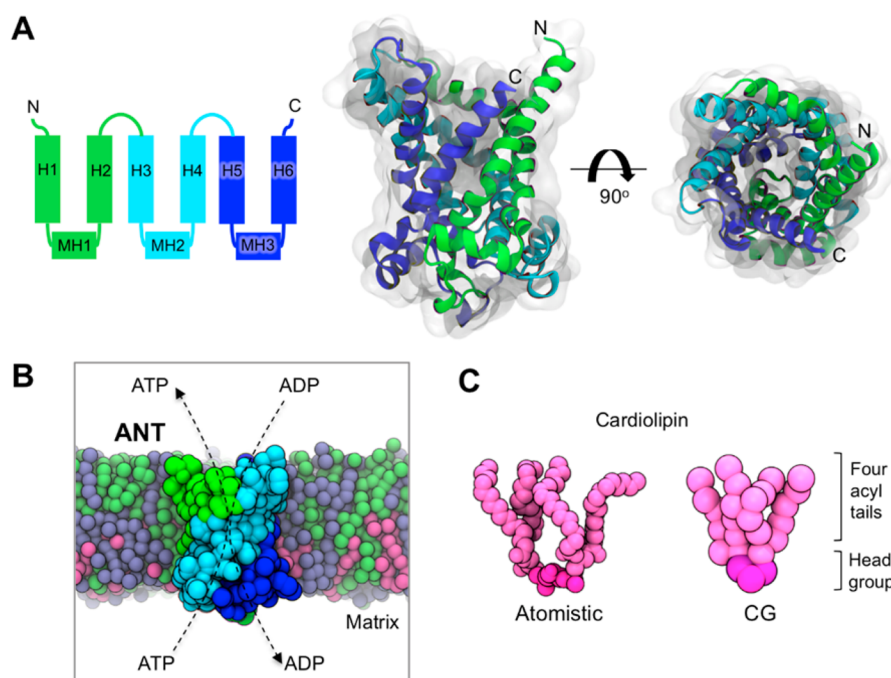 A
N
C
H1
H2
H3
H4
H5
H6
MH1
MH2
MH3
N
C
90°
N
C
B
ATP
ADP
ANT
Matrix
ATP
ADP
C
Cardiolipin
Four
acyl
tails
Head
group
Atomistic
CG